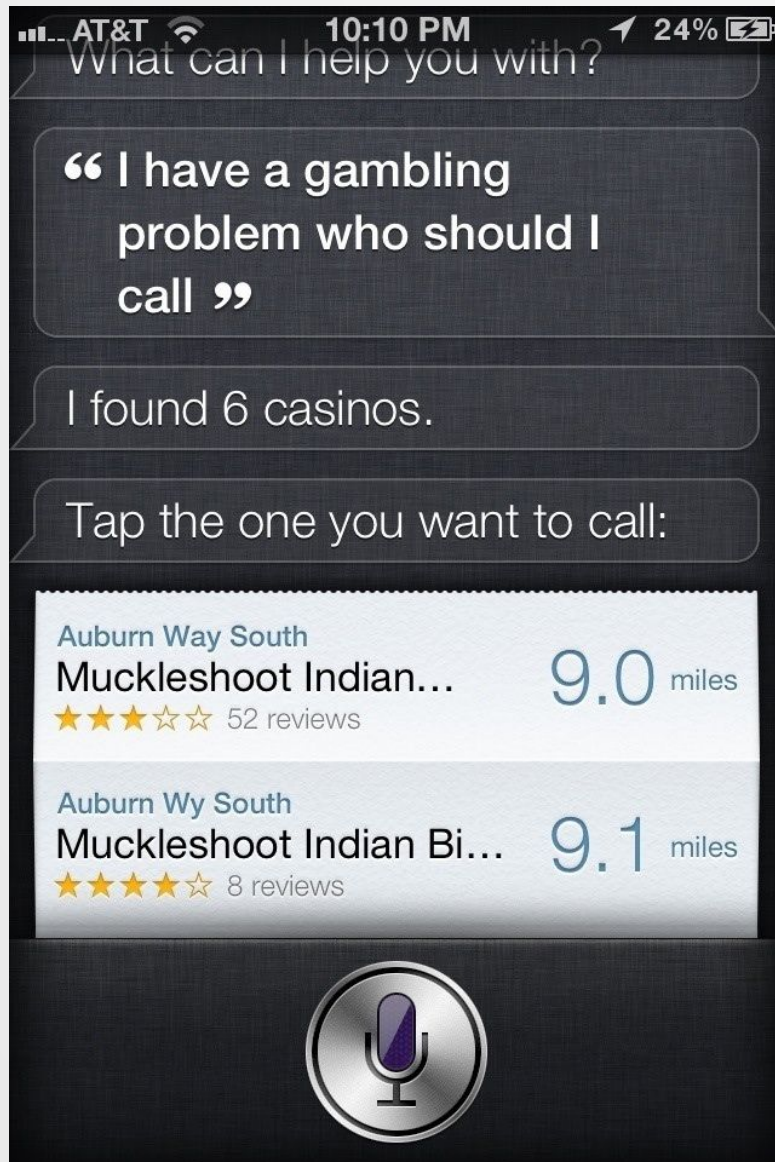 AT&T 10:10 PM 24%
What can I help you with?
“ I have a gambling
problem who should I
call ”
I found 6 casinos.
Tap the one you want to call:
Auburn Way South
Muckleshoot Indian...
9.0 miles
52 reviews
Auburn Wy South
Muckleshoot Indian Bi...
9.1 miles
8 reviews